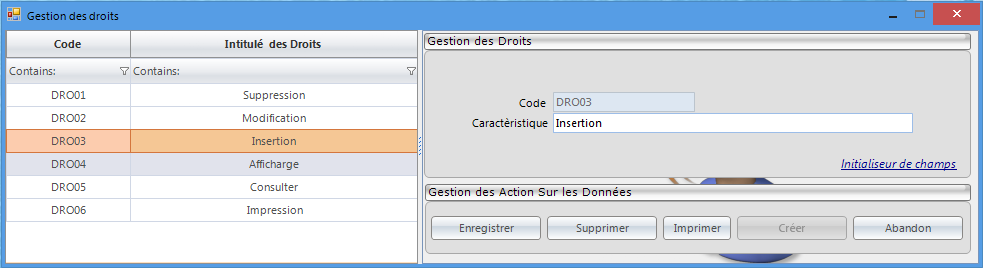 Gestion des droits
Code Intitulé des Droits
Contains: Contains:
DRO01 Suppression
DRO02 Modification
DRO03 Insertion
DRO04 Afficharge
DRO05 Consulter
DRO06 Impression
Gestion des Droits
Code DRO03
Caractèristique Insertion
Initialiseur de champs
Gestion des Action Sur les Données
Enregistrer Supprimer Imprimer Créer Abandon